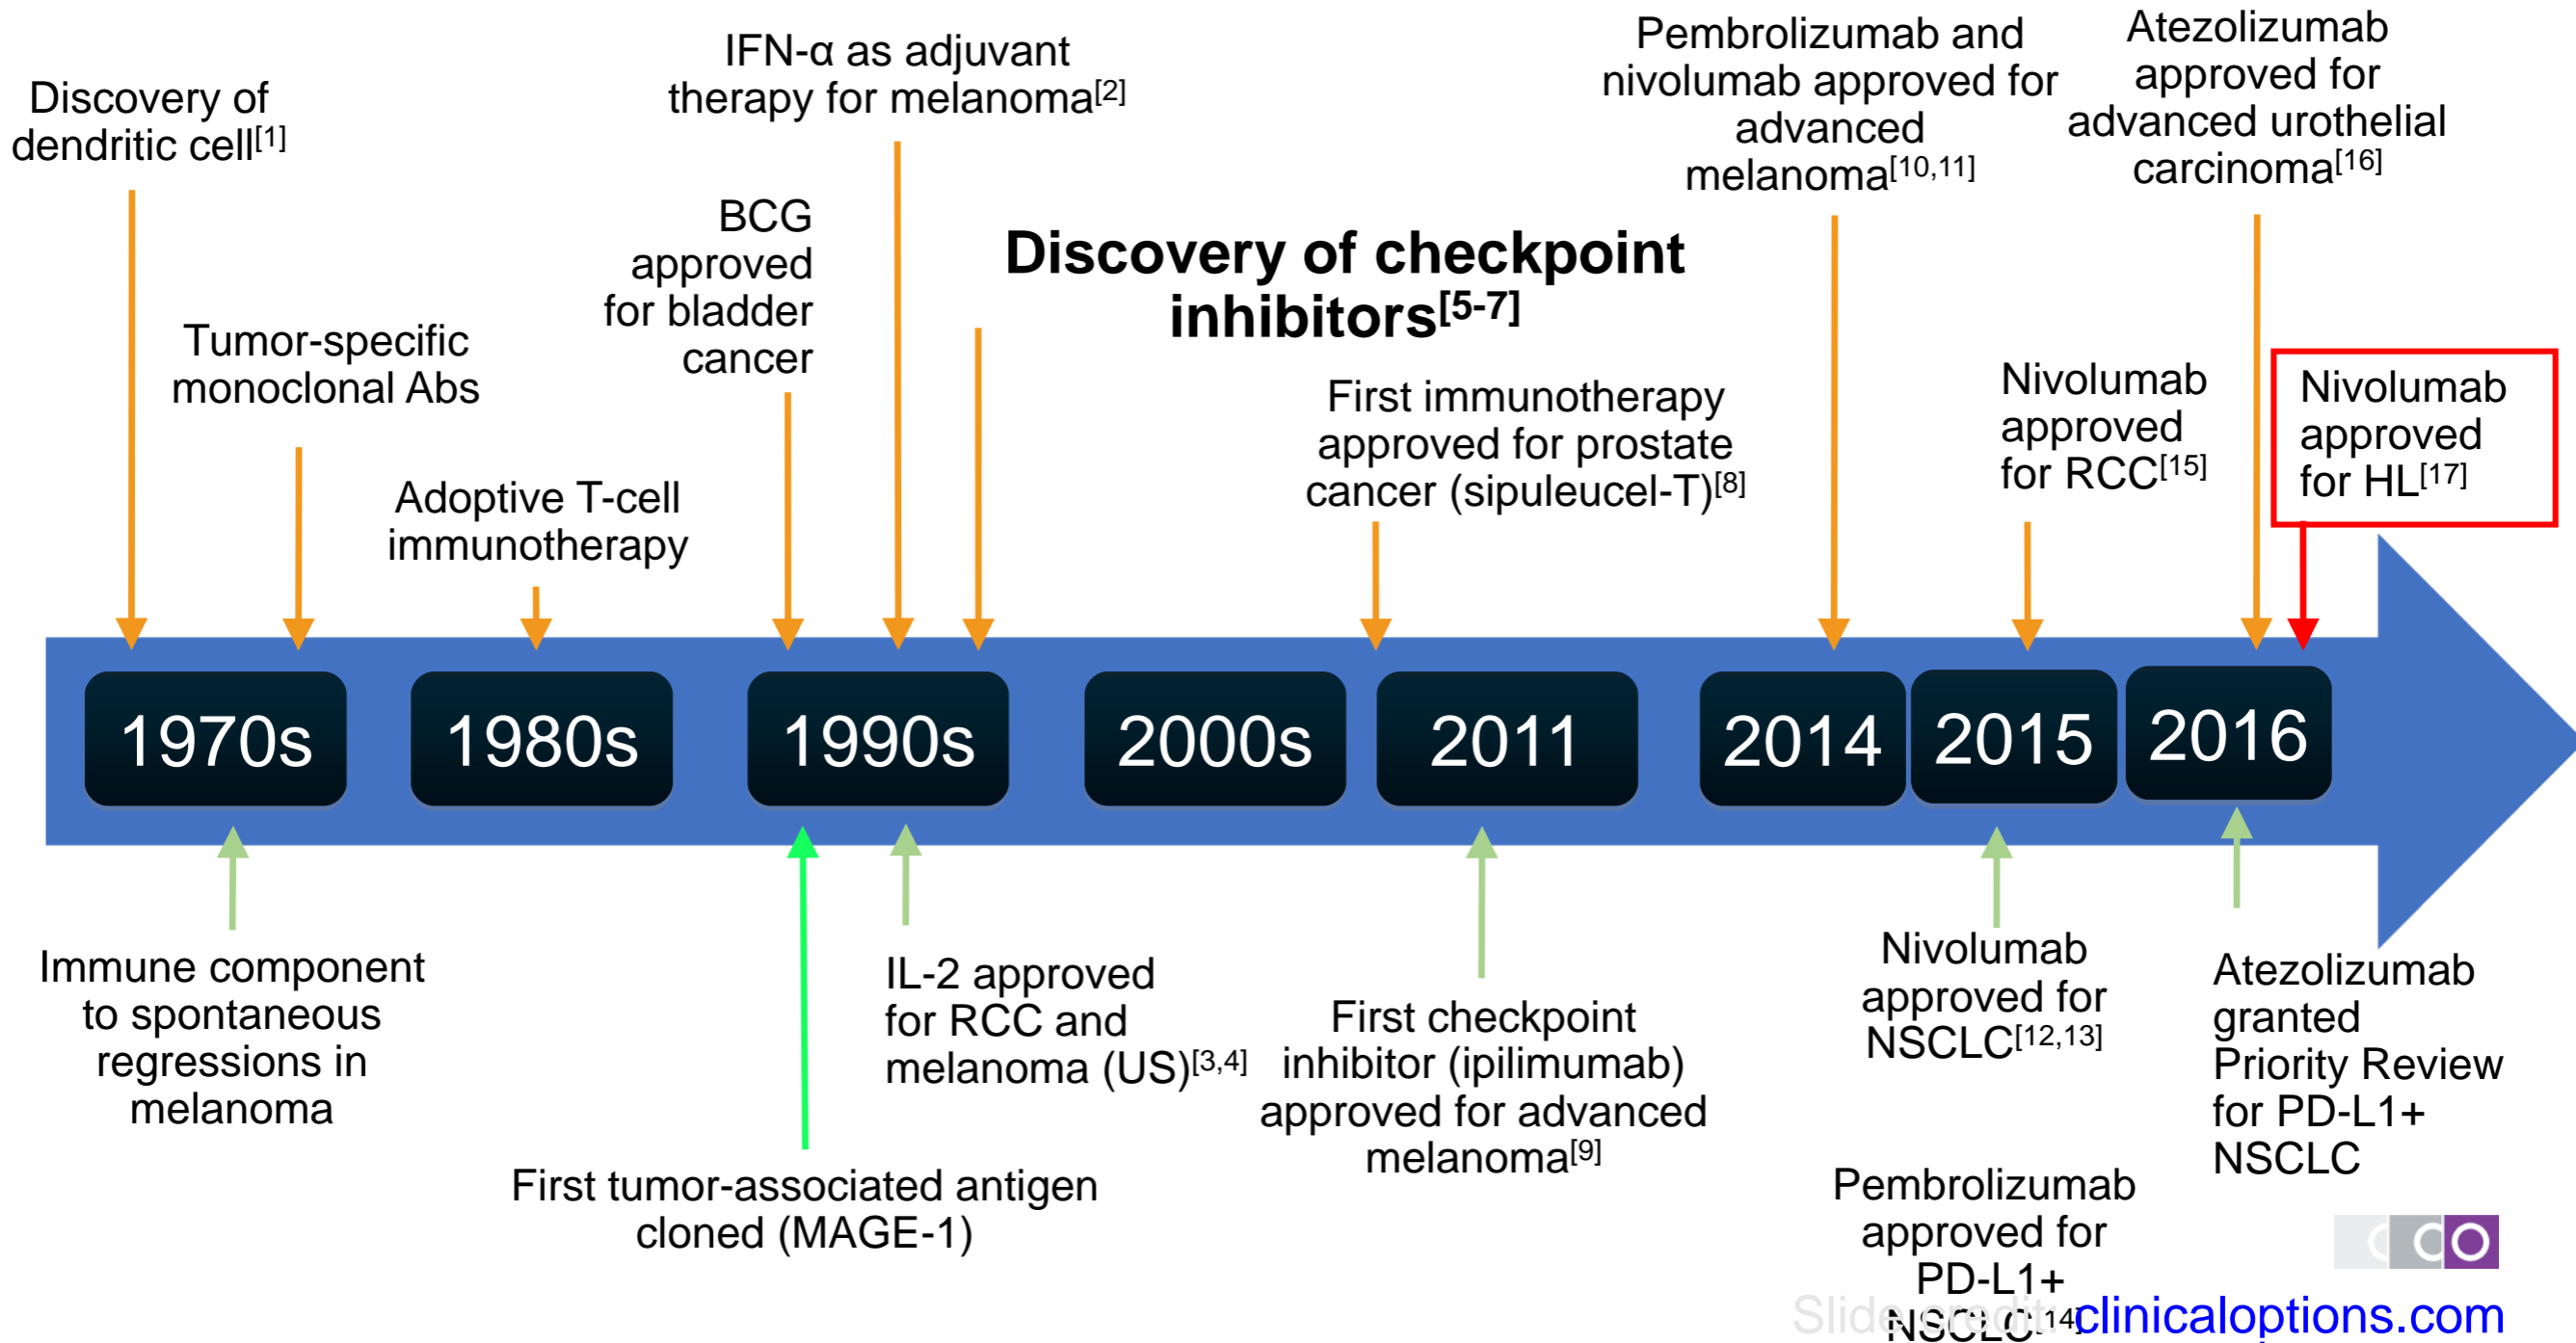 Discovery of
dendritic cell[1]
IFN-α as adjuvant
therapy for melanoma[2]
Pembrolizumab and
nivolumab approved for
advanced
melanoma[10,11]
Atezolizumab
approved for
advanced urothelial
carcinoma[16]
BCG
approved
for bladder
cancer
Discovery of checkpoint
inhibitors[5-7]
Tumor-specific
monoclonal Abs
Adoptive T-cell
immunotherapy
First immunotherapy
approved for prostate
cancer (sipuleucel-T)[8]
Nivolumab
approved
for RCC[15]
Nivolumab
approved
for HL[17]
1970s
1980s
1990s
2000s
2011
2014
2015
2016
Immune component
to spontaneous
regressions in
melanoma
First tumor-associated antigen
cloned (MAGE-1)
IL-2 approved
for RCC and
melanoma (US)[3,4]
First checkpoint
inhibitor (ipilimumab)
approved for advanced
melanoma[9]
Nivolumab
approved for
NSCLC[12,13]
Pembrolizumab
approved for
PD-L1+
NSCLC[14]
Atezolizumab
granted
Priority Review
for PD-L1+
NSCLC
CCO
Slide credit: clinicaloptions.com